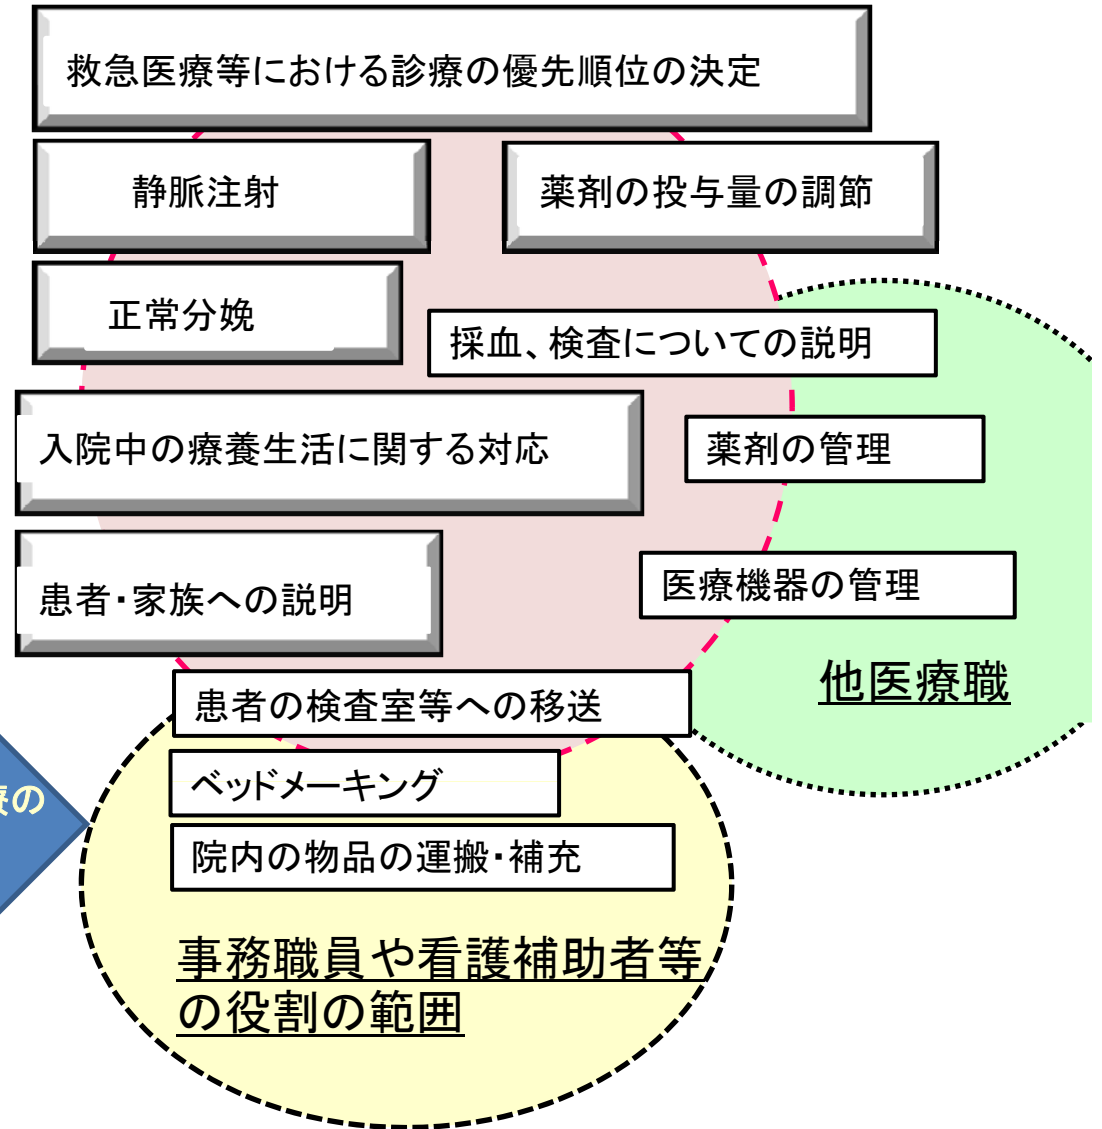 救急医療等における診療の優先順位の決定
静脈注射
薬剤の投与量の調節
正常分娩
採血、検査についての説明
入院中の療養生活に関する対応
薬剤の管理
患者・家族への説明
医療機器の管理
他医療職
患者の検査室等への移送
ベッドメーキング
の
院内の物品の運搬・補充
事務職員や看護補助者等
の役割の範囲